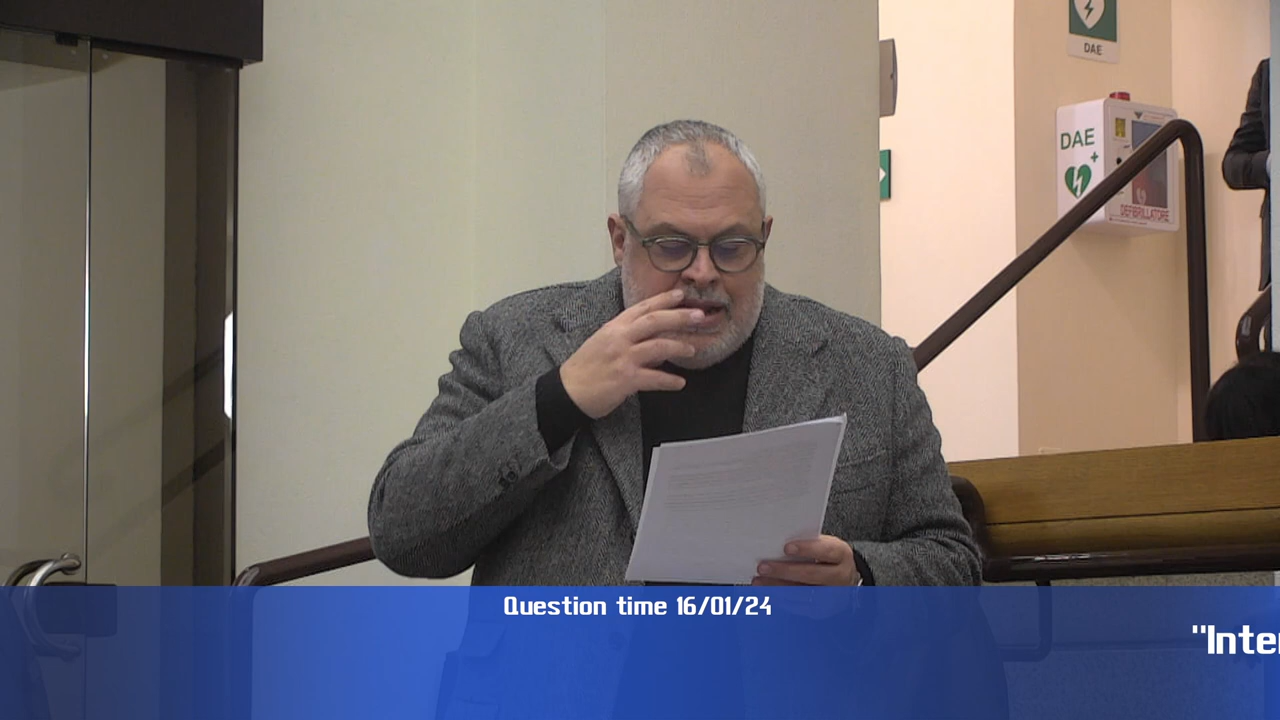 DAE
DAE
DEFIBRILLATORE
Question time 16/01/24
"Inter